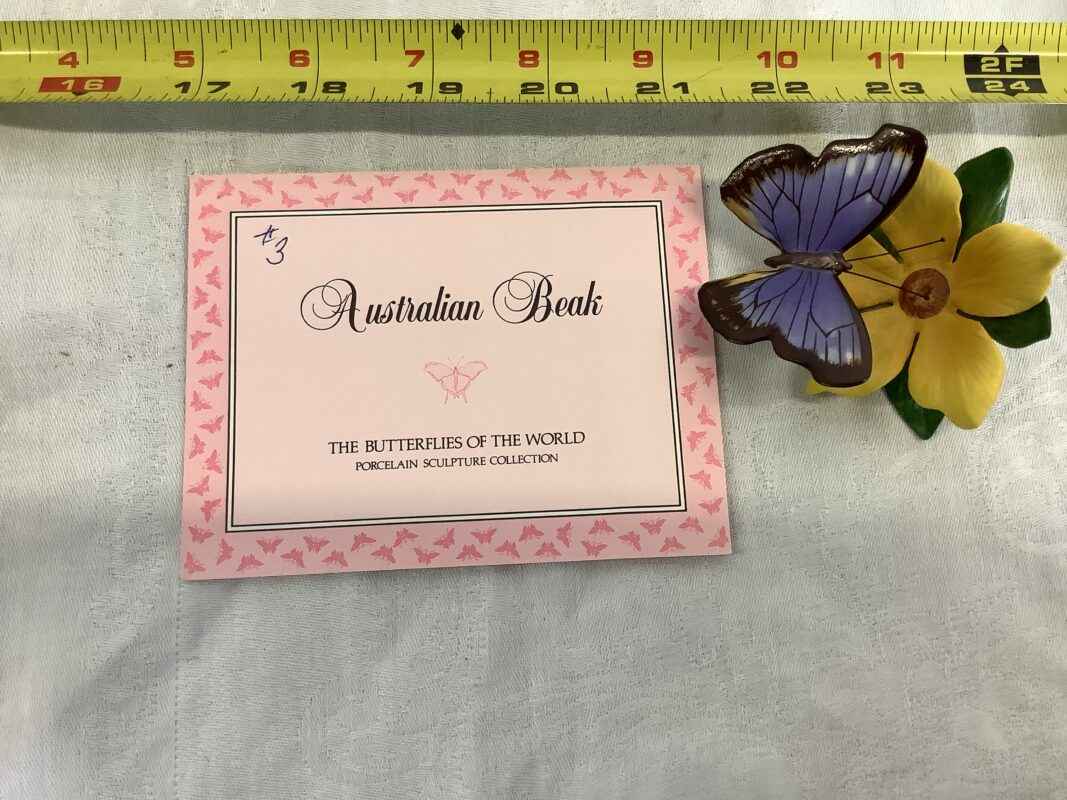 4 5 6 7 8 9 10 11 2F
16 17 18 19 20 21 22 23 24
#3
Australian Beak
THE BUTTERFLIES OF THE WORLD
PORCELAIN SCULPTURE COLLECTION